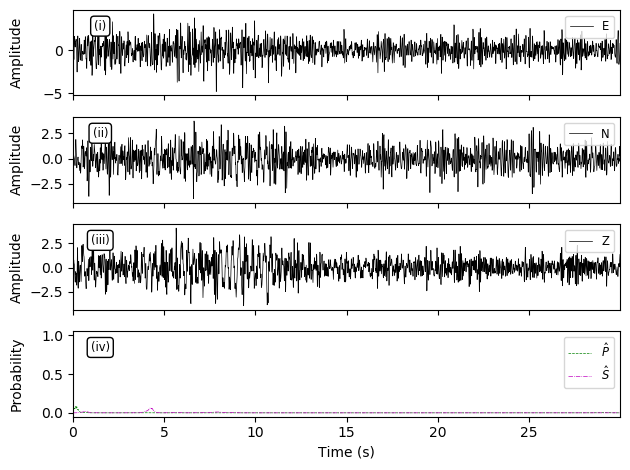 (i)
E
Amplitude
0
−5
(ii)
N
Amplitude
2.5
0.0
−2.5
(iii)
Z
Amplitude
2.5
0.0
−2.5
(iv)
P̂
Ŝ
Probability
1.0
0.5
0.0
0 5 10 15 20 25
Time (s)